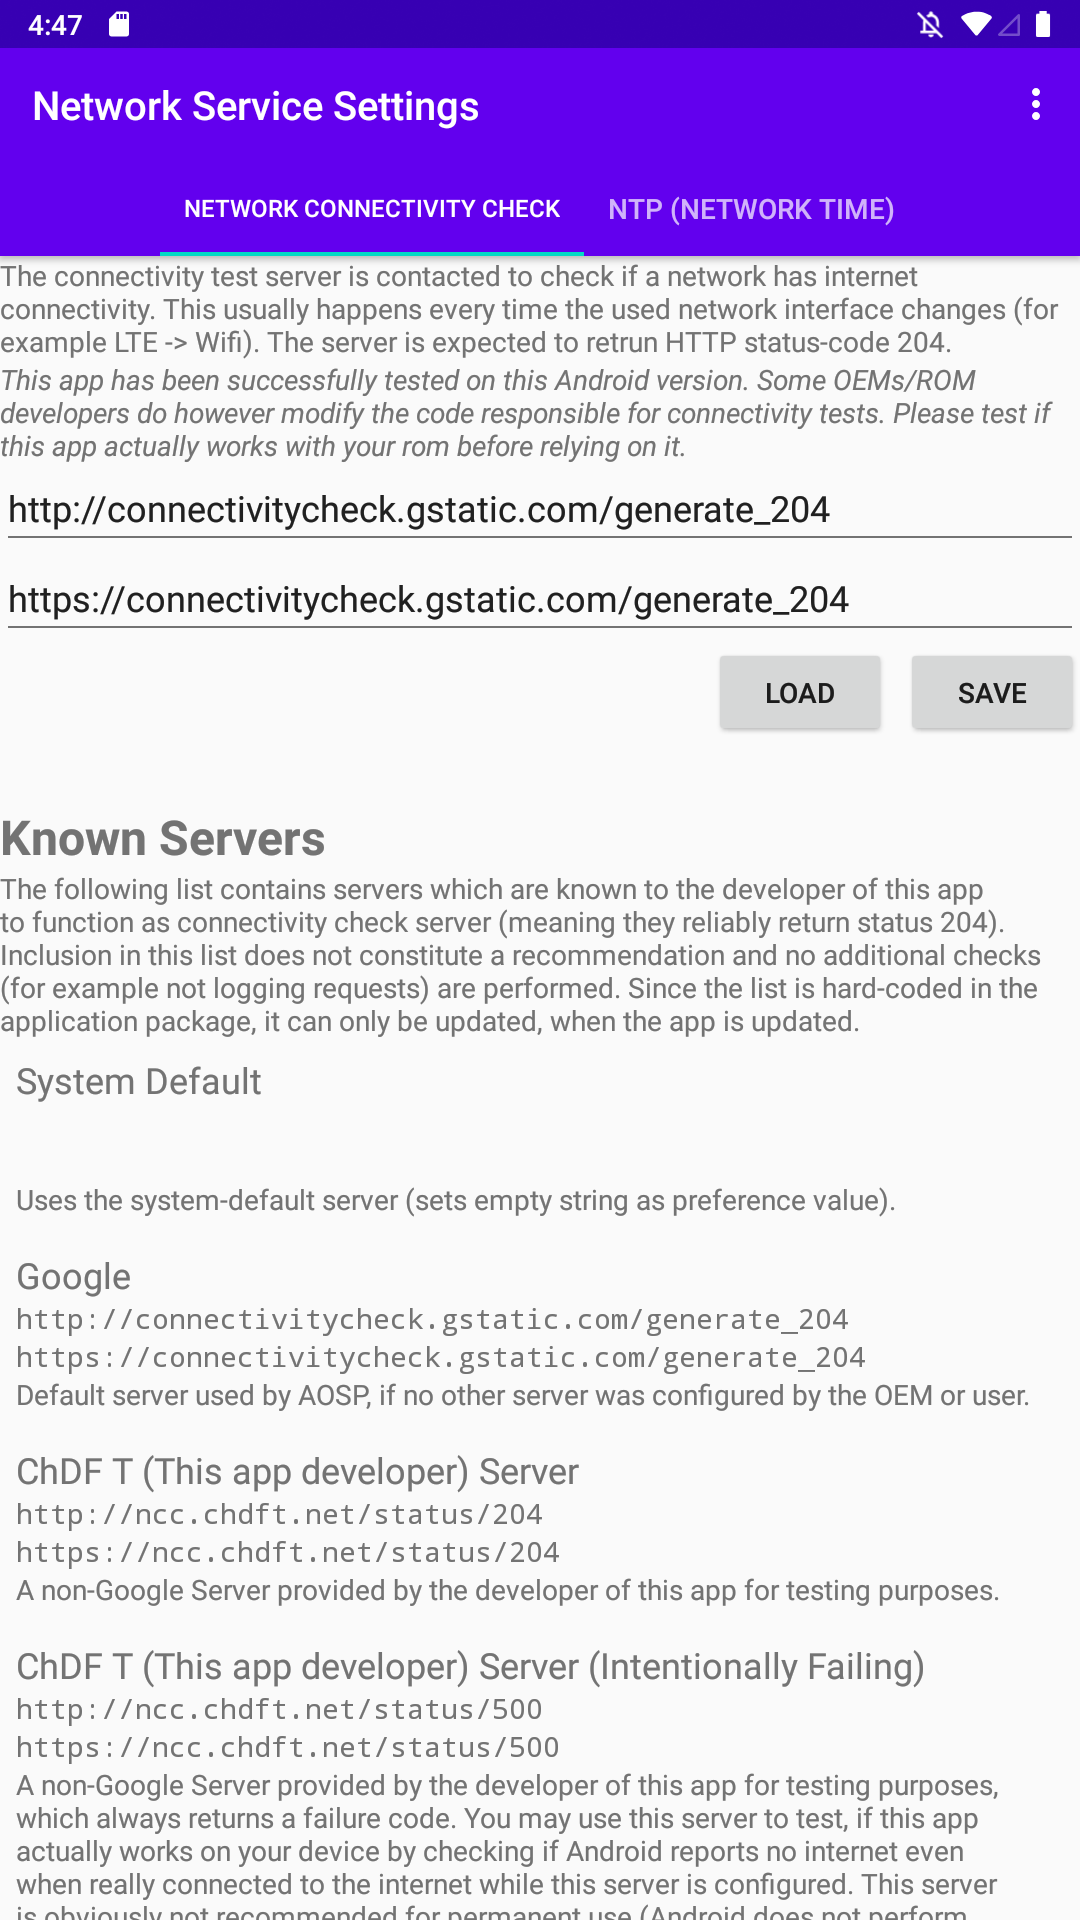 4:47
Network Service Settings
NETWORK CONNECTIVITY CHECK
NTP (NETWORK TIME)
The connectivity test server is contacted to check if a network has internet
connectivity. This usually happens every time the used network interface changes (for
example LTE -> Wifi). The server is expected to retrun HTTP status-code 204.
This app has been successfully tested on this Android version. Some OEMs/ROM
developers do however modify the code responsible for connectivity tests. Please test if
this app actually works with your rom before relying on it.
http://connectivitycheck.gstatic.com/generate_204
https://connectivitycheck.gstatic.com/generate_204
LOAD
SAVE
Known Servers
The following list contains servers which are known to the developer of this app
to function as connectivity check server (meaning they reliably return status 204).
Inclusion in this list does not constitute a recommendation and no additional checks
(for example not logging requests) are performed. Since the list is hard-coded in the
application package, it can only be updated, when the app is updated.
System Default
Uses the system-default server (sets empty string as preference value).
Google
http://connectivitycheck.gstatic.com/generate_204
https://connectivitycheck.gstatic.com/generate_204
Default server used by AOSP, if no other server was configured by the OEM or user.
ChDF T (This app developer) Server
http://ncc.chdft.net/status/204
https://ncc.chdft.net/status/204
A non-Google Server provided by the developer of this app for testing purposes.
ChDF T (This app developer) Server (Intentionally Failing)
http://ncc.chdft.net/status/500
https://ncc.chdft.net/status/500
A non-Google Server provided by the developer of this app for testing purposes,
which always returns a failure code. You may use this server to test, if this app
actually works on your device by checking if Android reports no internet even
when really connected to the internet while this server is configured. This server
is obviously not recommended for permanent use (Android does not perform